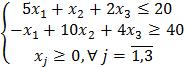 5x₁ + x₂ + 2x₃ ≤ 20
−x₁ + 10x₂ + 4x₃ ≥ 40
xⱼ ≥ 0, ∀ j = 1,3̅